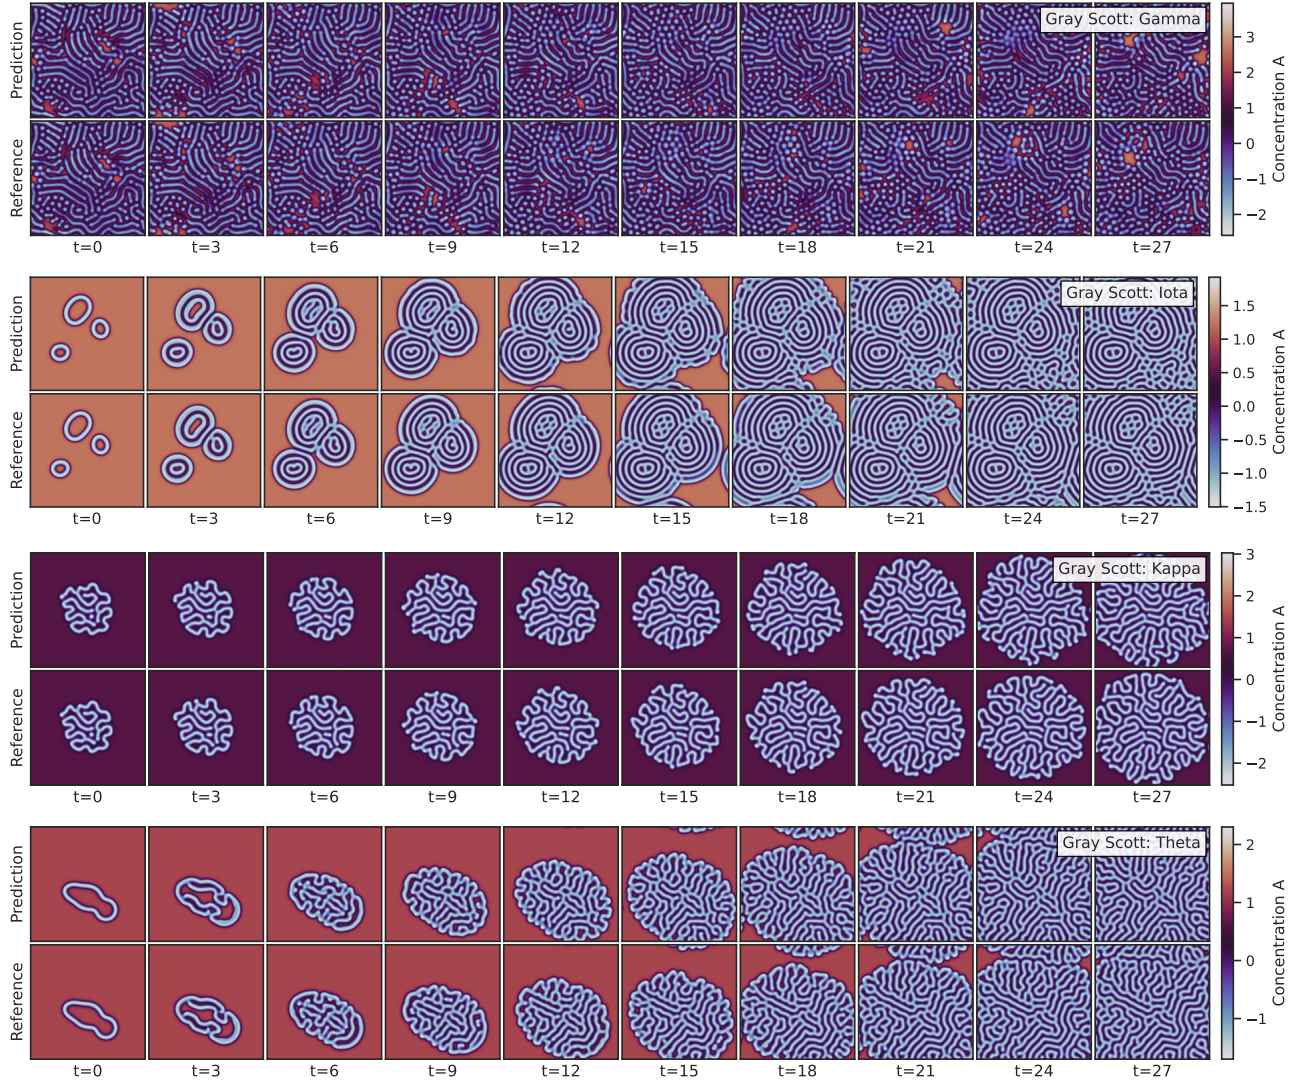 Gray Scott: Gamma
Prediction
Reference
t=0 t=3 t=6 t=9 t=12 t=15 t=18 t=21 t=24 t=27
3
2
1
0
−1
−2
Concentration A
Gray Scott: Iota
Prediction
Reference
t=0 t=3 t=6 t=9 t=12 t=15 t=18 t=21 t=24 t=27
1.5
1.0
0.5
0.0
−0.5
−1.0
−1.5
Concentration A
Gray Scott: Kappa
Prediction
Reference
t=0 t=3 t=6 t=9 t=12 t=15 t=18 t=21 t=24 t=27
3
2
1
0
−1
−2
Concentration A
Gray Scott: Theta
Prediction
Reference
t=0 t=3 t=6 t=9 t=12 t=15 t=18 t=21 t=24 t=27
2
1
0
−1
Concentration A